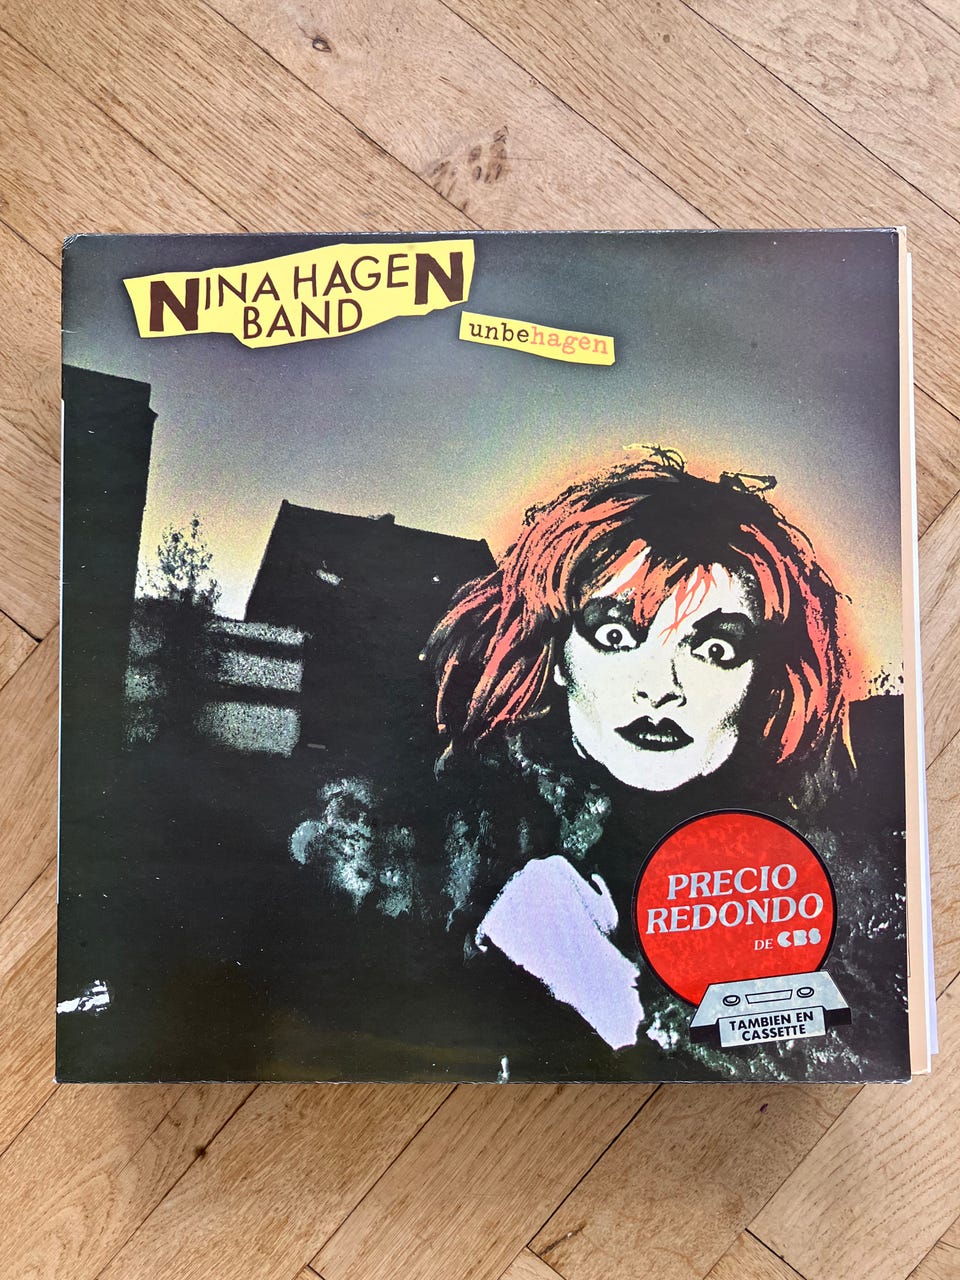 NINA HAGEN
BAND
unbehagen
PRECIO
REDONDO
DE CBS
TAMBIEN EN
CASSETTE